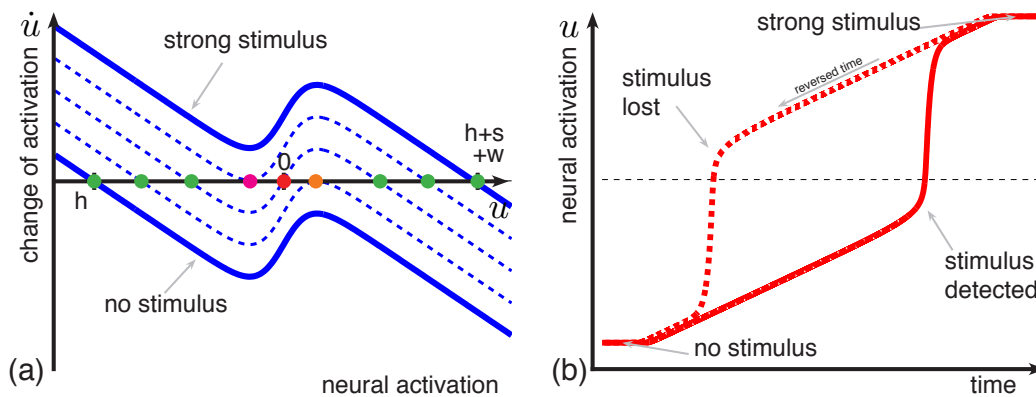 u̇
change of activation
strong stimulus
0
h+s
+w
h
u
no stimulus
(a)
neural activation
u
neural activation
strong stimulus
reversed time
stimulus
lost
stimulus
detected
no stimulus
(b)
time